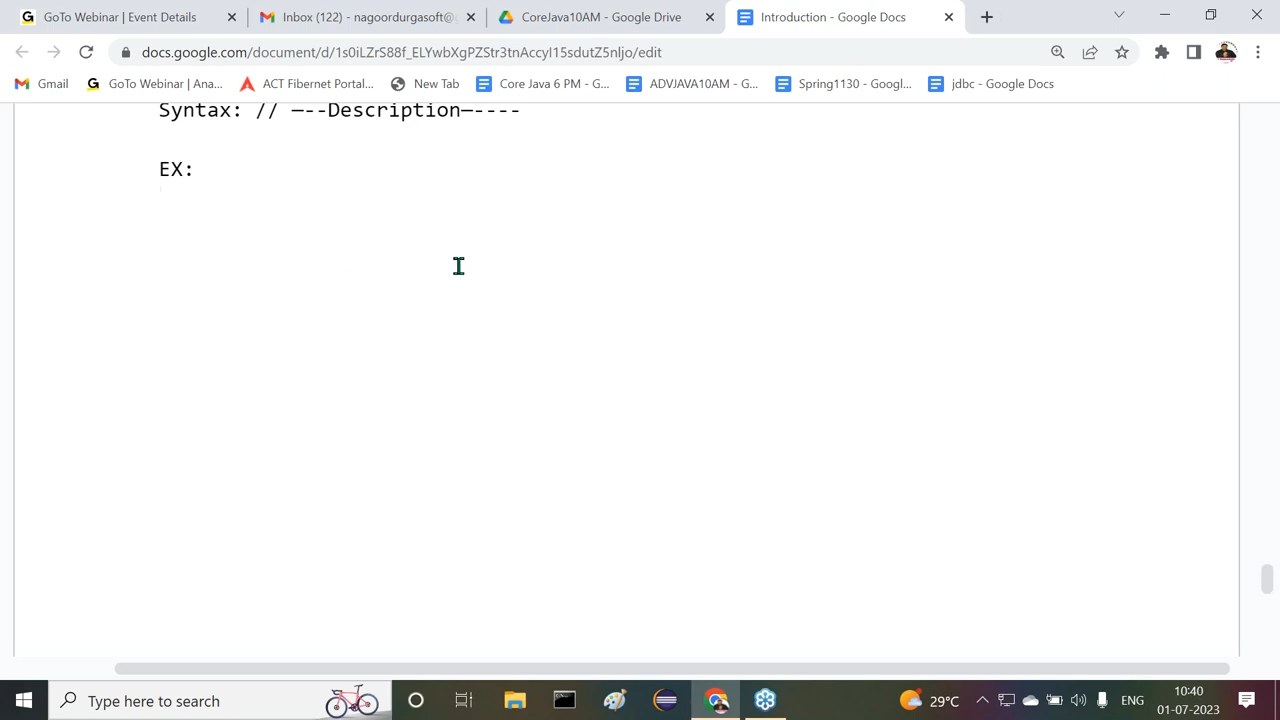 GoTo Webinar | Event Details
Inbox (122) - nagoordurgasoft@
CoreJava10AM - Google Drive
Introduction - Google Docs
docs.google.com/document/d/1s0iLZrS88f_ELYwbXgPZStr3tnAccyI15sdutZ5nljo/edit
Gmail
GoTo Webinar | Ana...
ACT Fibernet Portal...
New Tab
Core Java 6 PM - G...
ADVJAVA10AM - G...
Spring1130 - Googl...
jdbc - Google Docs
Syntax: // —--Description—----
EX:
Type here to search
29°C
ENG
10:40
01-07-2023